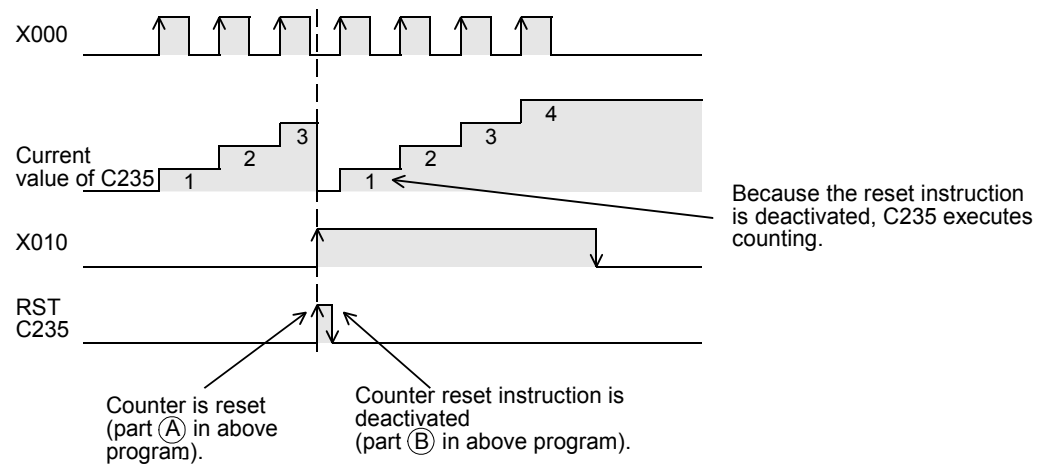 X000
Current
value of C235
1
2
3
1
2
3
4
Because the reset instruction
is deactivated, C235 executes
counting.
X010
RST
C235
Counter is reset
(part Ⓐ in above
program).
Counter reset instruction is
deactivated
(part Ⓑ in above program).